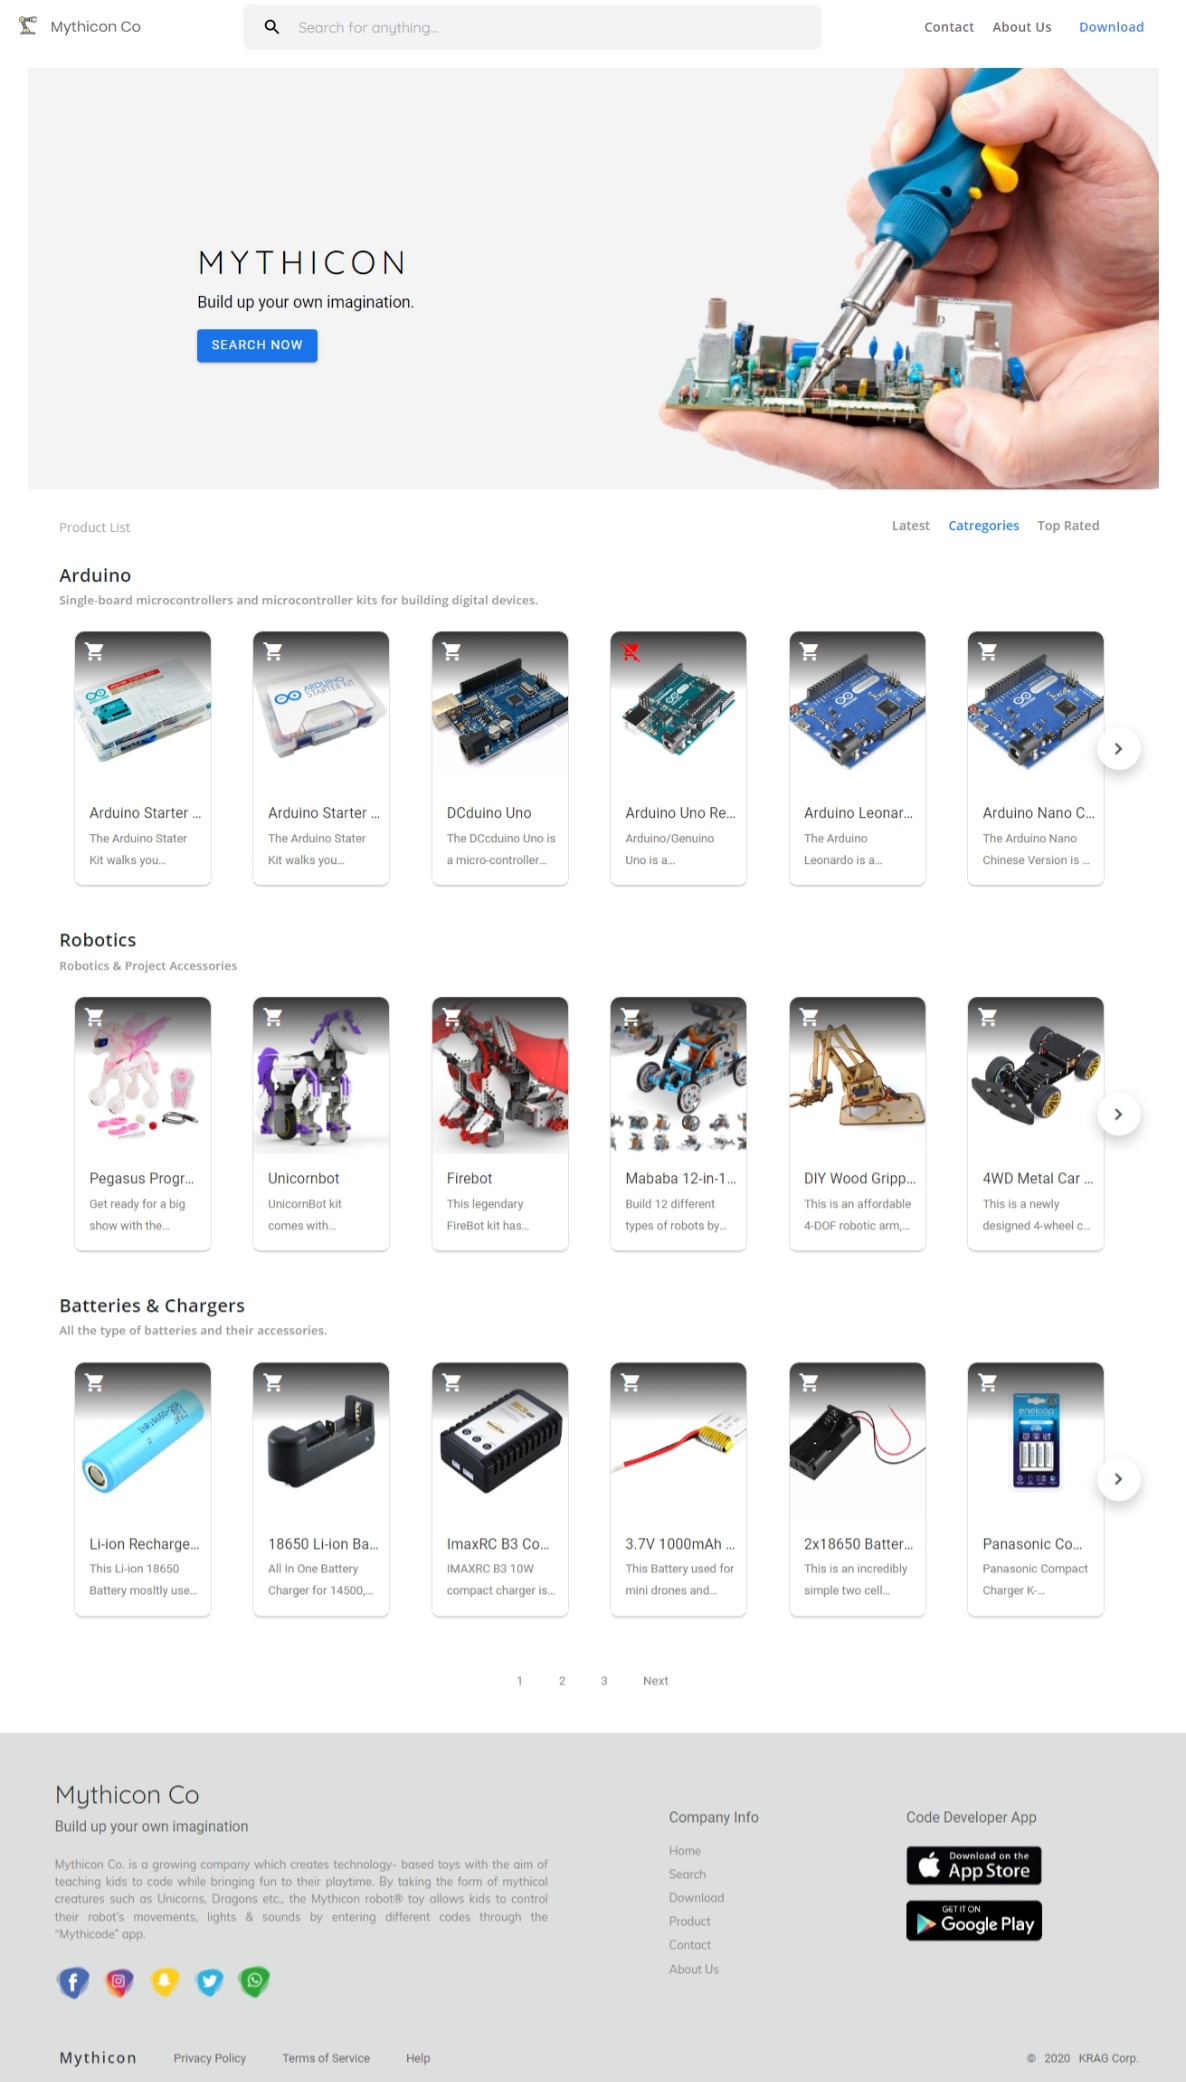 Mythicon Co
Search for anything...
Contact About Us Download
MYTHICON
Build up your own imagination.
SEARCH NOW
Product List
Latest Catregories Top Rated
Arduino
Single-board microcontrollers and microcontroller kits for building digital devices.
ARDUINO
STARTER KIT
Arduino Starter ...
The Arduino Stater
Kit walks you...
Arduino Starter ...
The Arduino Stater
Kit walks you...
DCduino Uno
The DCcduino Uno is
a micro-controller...
Arduino Uno Re...
Arduino/Genuino
Uno is a...
Arduino Leonar...
The Arduino
Leonardo is a...
Arduino Nano C...
The Arduino Nano
Chinese Version is ...
Robotics
Robotics & Project Accessories
Pegasus Progr...
Get ready for a big
show with the...
Unicornbot
UnicornBot kit
comes with...
Firebot
This legendary
FireBot kit has...
Mababa 12-in-1...
Build 12 different
types of robots by...
DIY Wood Gripp...
This is an affordable
4-DOF robotic arm,...
4WD Metal Car ...
This is a newly
designed 4-wheel c...
Batteries & Chargers
All the type of batteries and their accessories.
eneloop
Li-ion Recharge...
This Li-ion 18650
Battery mosltly use...
18650 Li-ion Ba...
All In One Battery
Charger for 14500,...
ImaxRC B3 Co...
IMAXRC B3 10W
compact charger is...
3.7V 1000mAh ...
This Battery used for
mini drones and...
2x18650 Batter...
This is an incredibly
simple two cell...
Panasonic Co...
Panasonic Compact
Charger K-...
1 2 3 Next
Mythicon Co
Build up your own imagination
Mythicon Co. is a growing company which creates technology- based toys with the aim of
teaching kids to code while bringing fun to their playtime. By taking the form of mythical
creatures such as Unicorns, Dragons etc., the Mythicon robot® toy allows kids to control
their robot's movements, lights & sounds by entering different codes through the
“Mythicode” app.
Company Info
Home
Search
Download
Product
Contact
About Us
Code Developer App
Download on the
App Store
GET IT ON
Google Play
Mythicon Privacy Policy Terms of Service Help
© 2020 KRAG Corp.